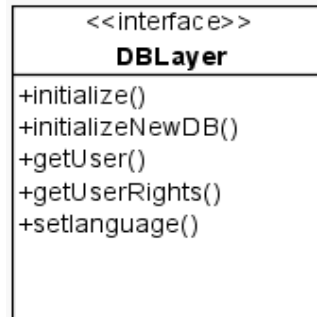 <<interface>>
DBLayer
+initialize()
+initializeNewDB()
+getUser()
+getUserRights()
+setlanguage()